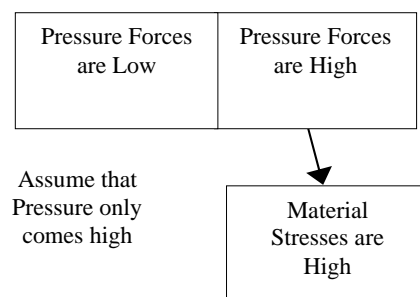 Pressure Forces
are Low
Pressure Forces
are High
Assume that
Pressure only
comes high
Material
Stresses are
High